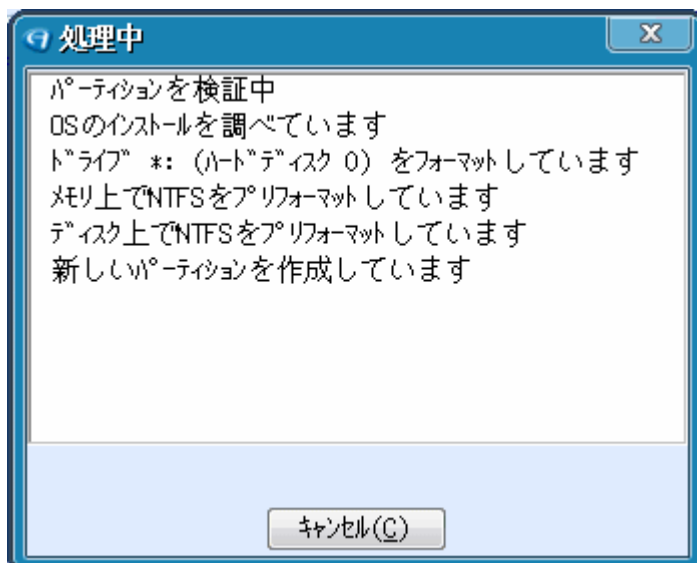 処理中
ﾊﾟｰﾃｨｼｮﾝを検証中
OSのｲﾝｽﾄｰﾙを調べています
ﾄﾞﾗｲﾌﾞ *: (ﾊｰﾄﾞﾃﾞｨｽｸ 0) をﾌｫｰﾏｯﾄしています
ﾒﾓﾘ上でNTFSをﾌﾟﾘﾌｫｰﾏｯﾄしています
ﾃﾞｨｽｸ上でNTFSをﾌﾟﾘﾌｫｰﾏｯﾄしています
新しいﾊﾟｰﾃｨｼｮﾝを作成しています
ｷｬﾝｾﾙ(C)